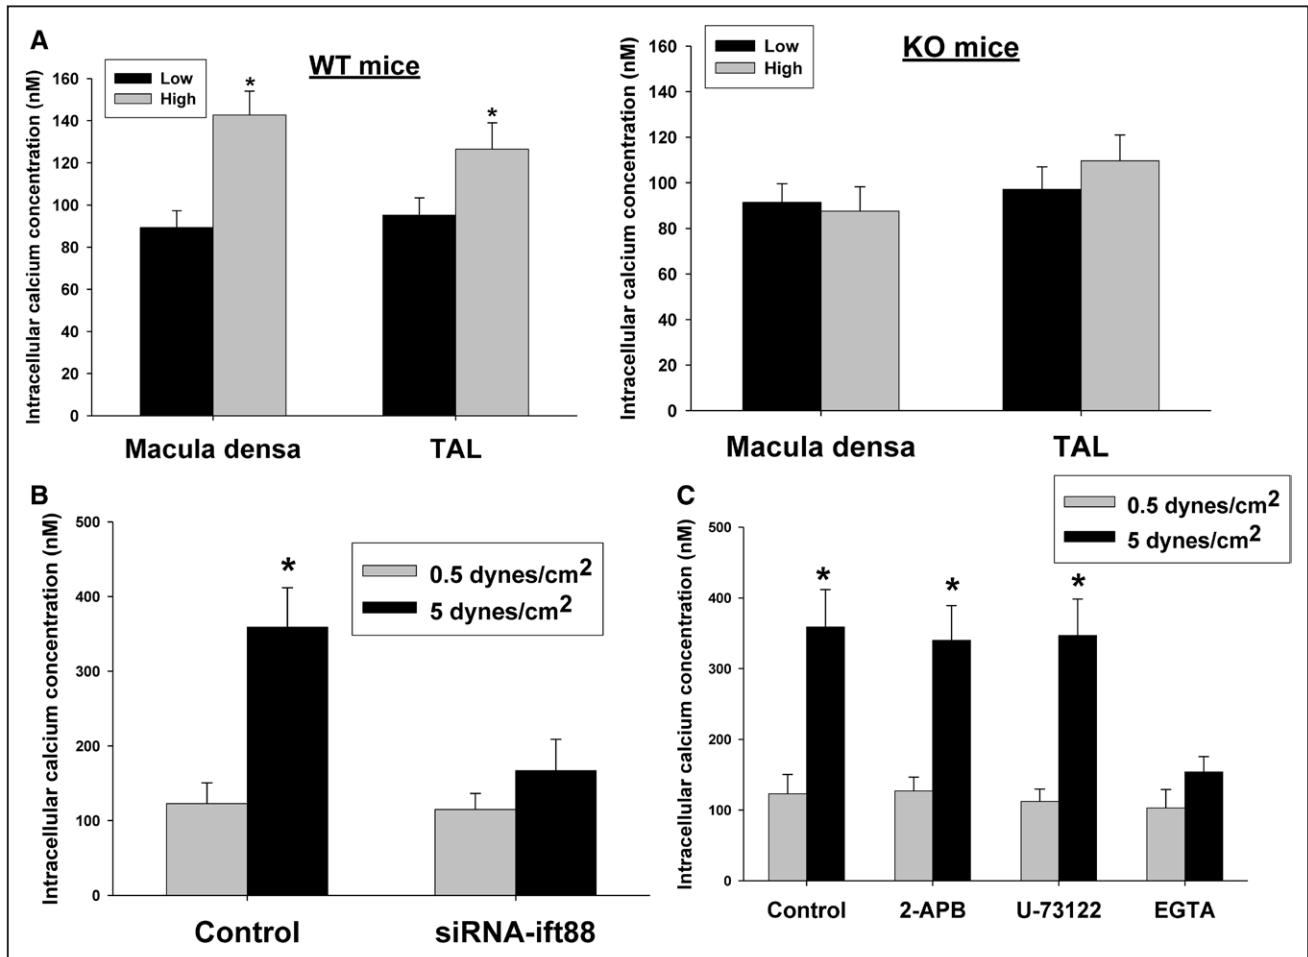 A
WT mice
Low
High
Intracellular calcium concentration (nM)
160
140
120
100
80
60
40
20
0
*
*
Macula densa
TAL
KO mice
Low
High
Intracellular calcium concentration (nM)
160
140
120
100
80
60
40
20
0
Macula densa
TAL
B
Intracellular calcium concentration (nM)
500
400
300
200
100
0
*
0.5 dynes/cm²
5 dynes/cm²
Control
siRNA-ift88
C
0.5 dynes/cm²
5 dynes/cm²
Intracellular calcium concentration (nM)
500
400
300
200
100
0
*
*
*
Control
2-APB
U-73122
EGTA